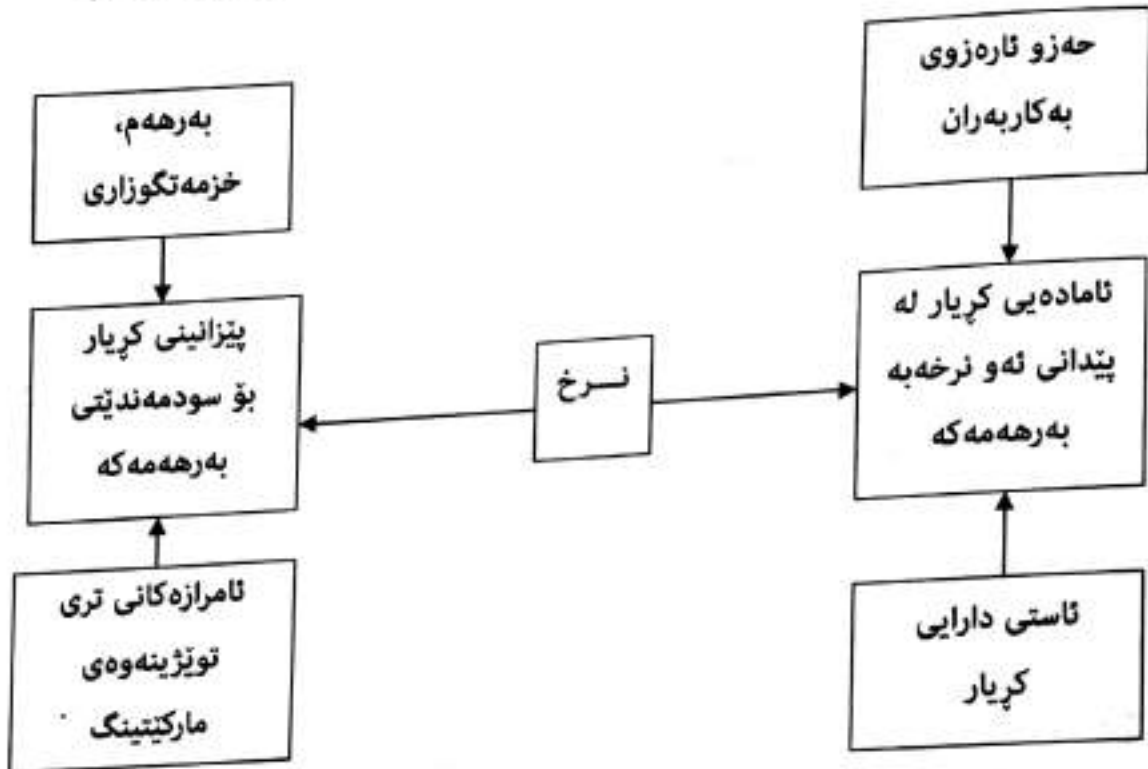 حەزو ئارەزوی
بەکاربەران
ئامادەیی کڕیار لە
پێدانی ئەو نرخەبە
بەرهەمەکە
ئاستی دارایی
کڕیار
نــرخ
بەرهەم،
خزمەتگوزاری
پێزانینی کڕیار
بۆ سودمەندێتی
بەرهەمەکە
ئامرازەکانی تری
توێژینەوەی
مارکێتینگ